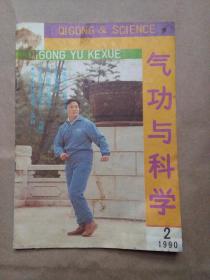 QIGONG & SCIENCE
QIGONG YU KEXUE
气功与科学
2
1990